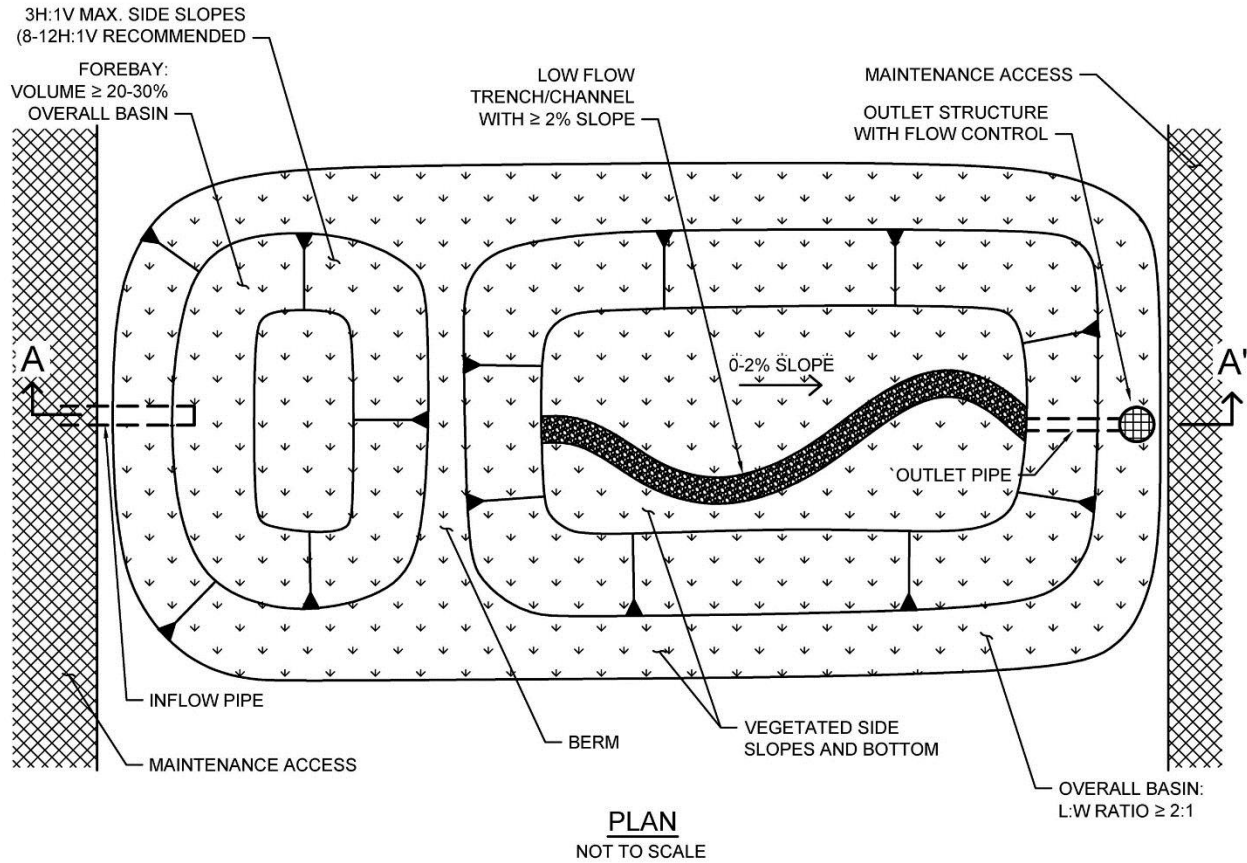 3H:1V MAX. SIDE SLOPES
(8-12H:1V RECOMMENDED
FOREBAY:
VOLUME ≥ 20-30%
OVERALL BASIN
LOW FLOW
TRENCH/CHANNEL
WITH ≥ 2% SLOPE
MAINTENANCE ACCESS
OUTLET STRUCTURE
WITH FLOW CONTROL
A
A'
0-2% SLOPE
`OUTLET PIPE
INFLOW PIPE
MAINTENANCE ACCESS
BERM
VEGETATED SIDE
SLOPES AND BOTTOM
OVERALL BASIN:
L:W RATIO ≥ 2:1
PLAN
NOT TO SCALE